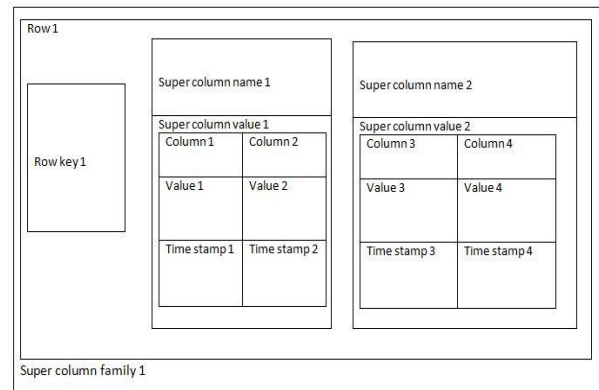 Row 1
Super column name 1
Super column name 2
Row key 1
Super column value 1
Column 1 Column 2
Value 1 Value 2
Time stamp 1 Time stamp 2
Super column value 2
Column 3 Column 4
Value 3 Value 4
Time stamp 3 Time stamp 4
Super column family 1